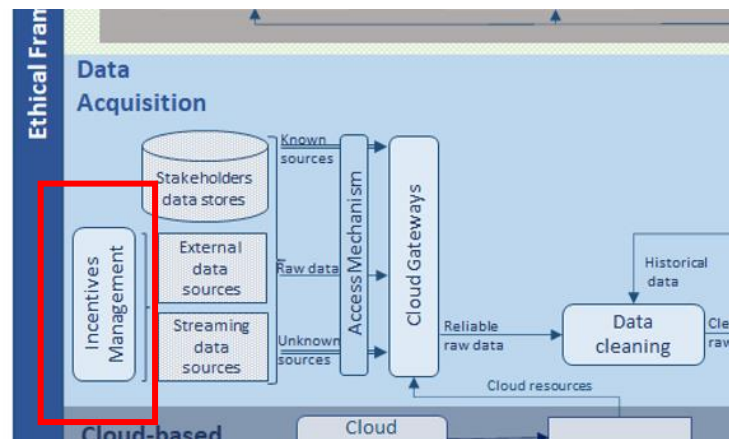 Ethical Fran
Data
Acquisition
Known
sources
Stakeholders
data stores
Incentives
Management
External
data
sources
Raw data
Streaming
data
sources
Unknown
sources
Access Mechanism
Cloud Gateways
Reliable
raw data
Historical
data
Data
cleaning
Cle
raw
Cloud resources
Cloud-based
Cloud